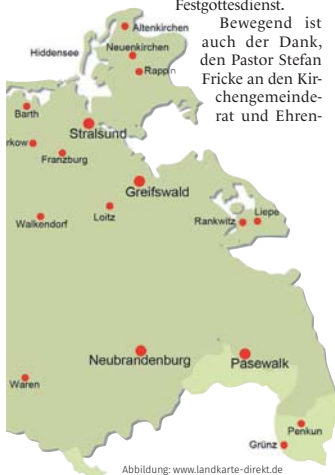 Festgottesdienst.
Bewegend ist
auch der Dank,
den Pastor Stefan
Fricke an den Kir-
chengemeinde-
rat und Ehren-
Altenkirchen
Hiddensee
Neuenkirchen
Rappin
Barth
Stralsund
rkow
Franzburg
Greifswald
Loitz
Walkendorf
Rankwitz
Liepe
Neubrandenburg
Pasewalk
Waren
Penkun
Grünz
Abbildung: www.landkarte-direkt.de